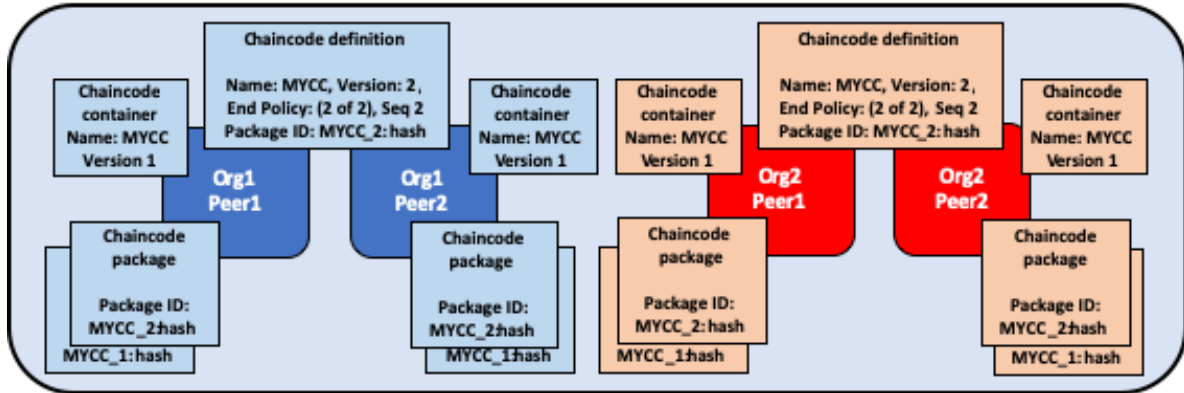 Chaincode definition
Name: MYCC, Version: 2,
End Policy: (2 of 2), Seq 2
Package ID: MYCC_2:hash
Chaincode
container
Name: MYCC
Version 1
Chaincode
container
Name: MYCC
Version 1
Org1
Peer1
Org1
Peer2
Chaincode
package
Package ID:
MYCC_2:hash
MYCC_1:hash
Chaincode
package
Package ID:
MYCC_2:hash
MYCC_1:hash
Chaincode definition
Name: MYCC, Version: 2,
End Policy: (2 of 2), Seq 2
Package ID: MYCC_2:hash
Chaincode
container
Name: MYCC
Version 1
Chaincode
container
Name: MYCC
Version 1
Org2
Peer1
Org2
Peer2
Chaincode
package
Package ID:
MYCC_2:hash
MYCC_1:hash
Chaincode
package
Package ID:
MYCC_2:hash
MYCC_1:hash